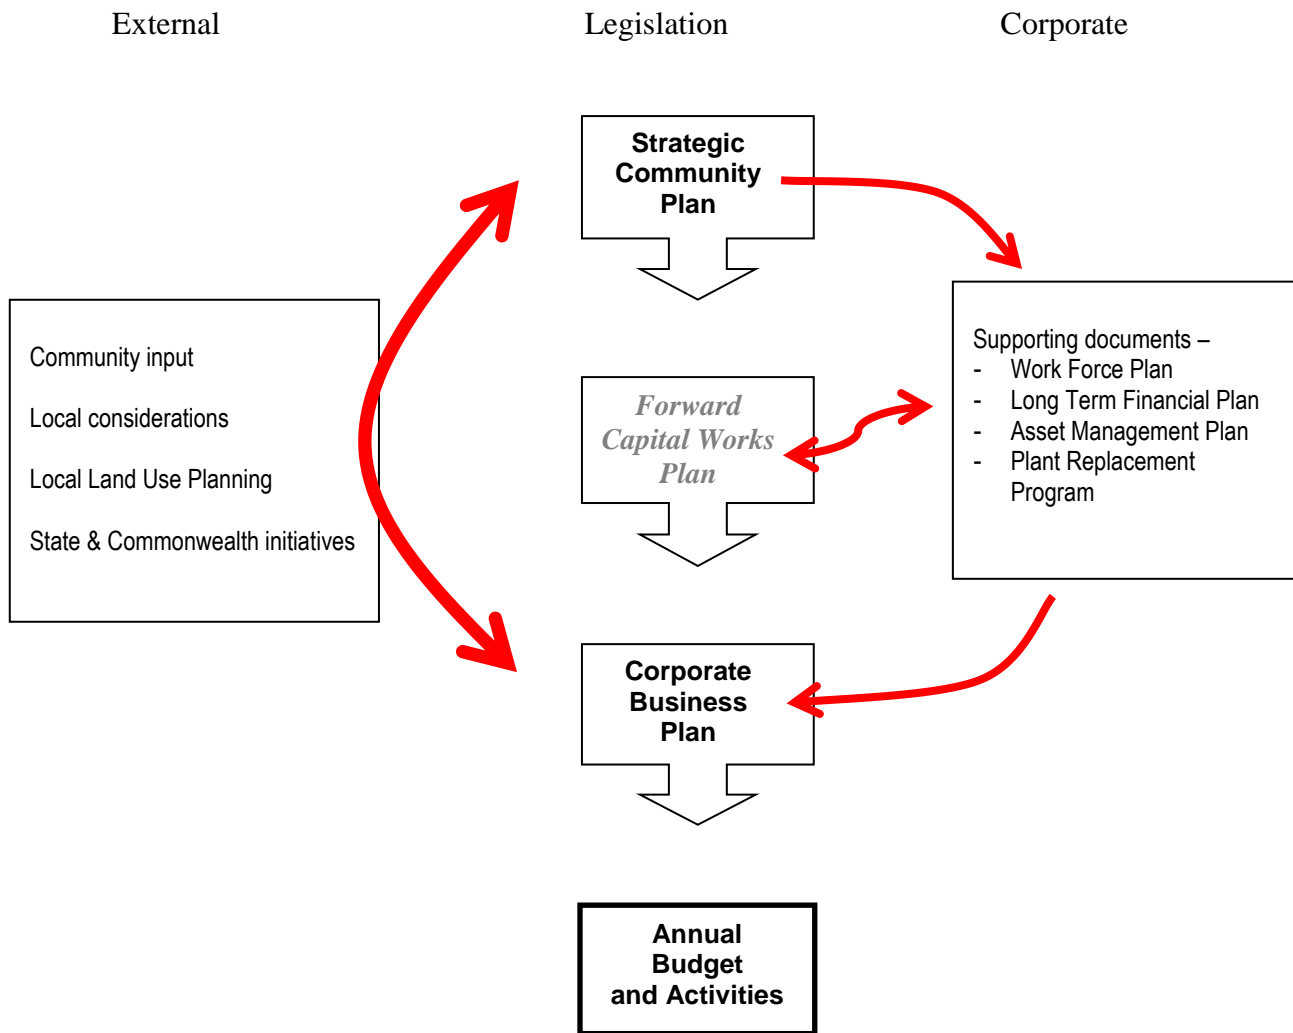 External Legislation Corporate
Strategic
Community
Plan
Community input
Local considerations
Local Land Use Planning
State & Commonwealth initiatives
Forward
Capital Works
Plan
Supporting documents –
- Work Force Plan
- Long Term Financial Plan
- Asset Management Plan
- Plant Replacement
Program
Corporate
Business
Plan
Annual
Budget
and Activities